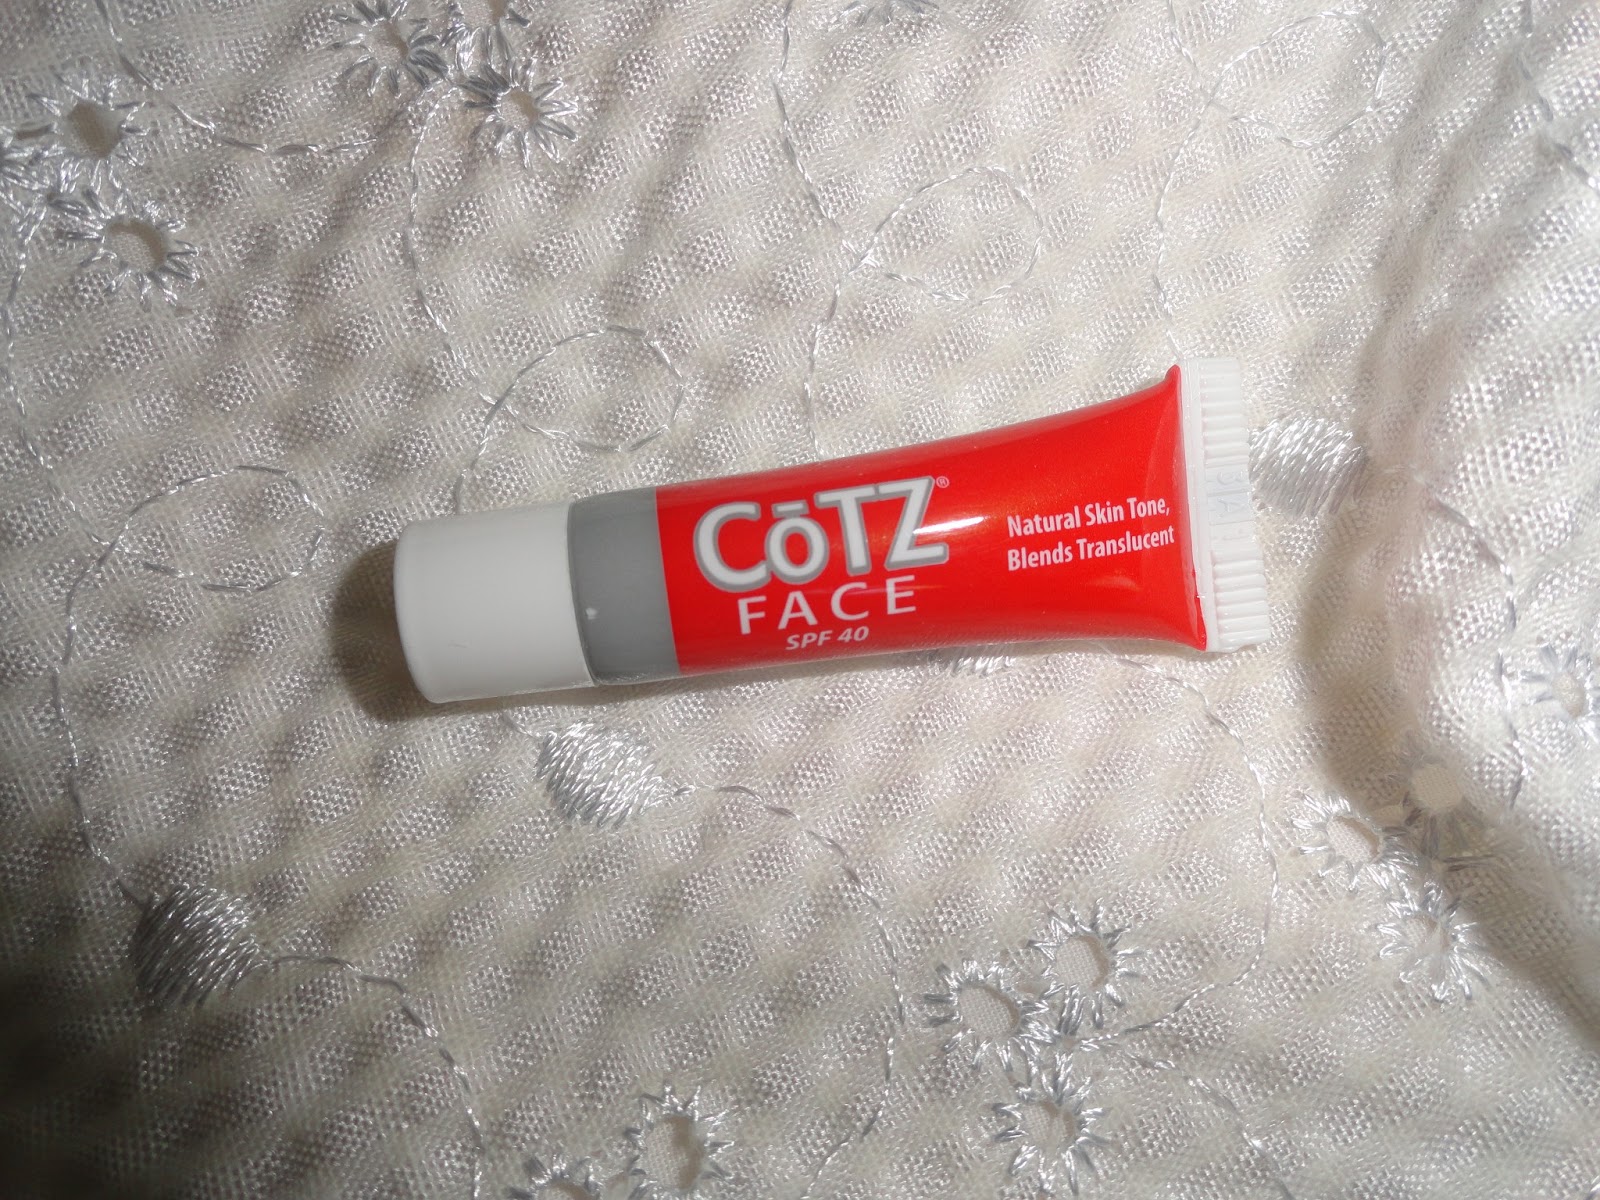 CōTZ®
FACE
SPF 40
Natural Skin Tone,
Blends Translucent